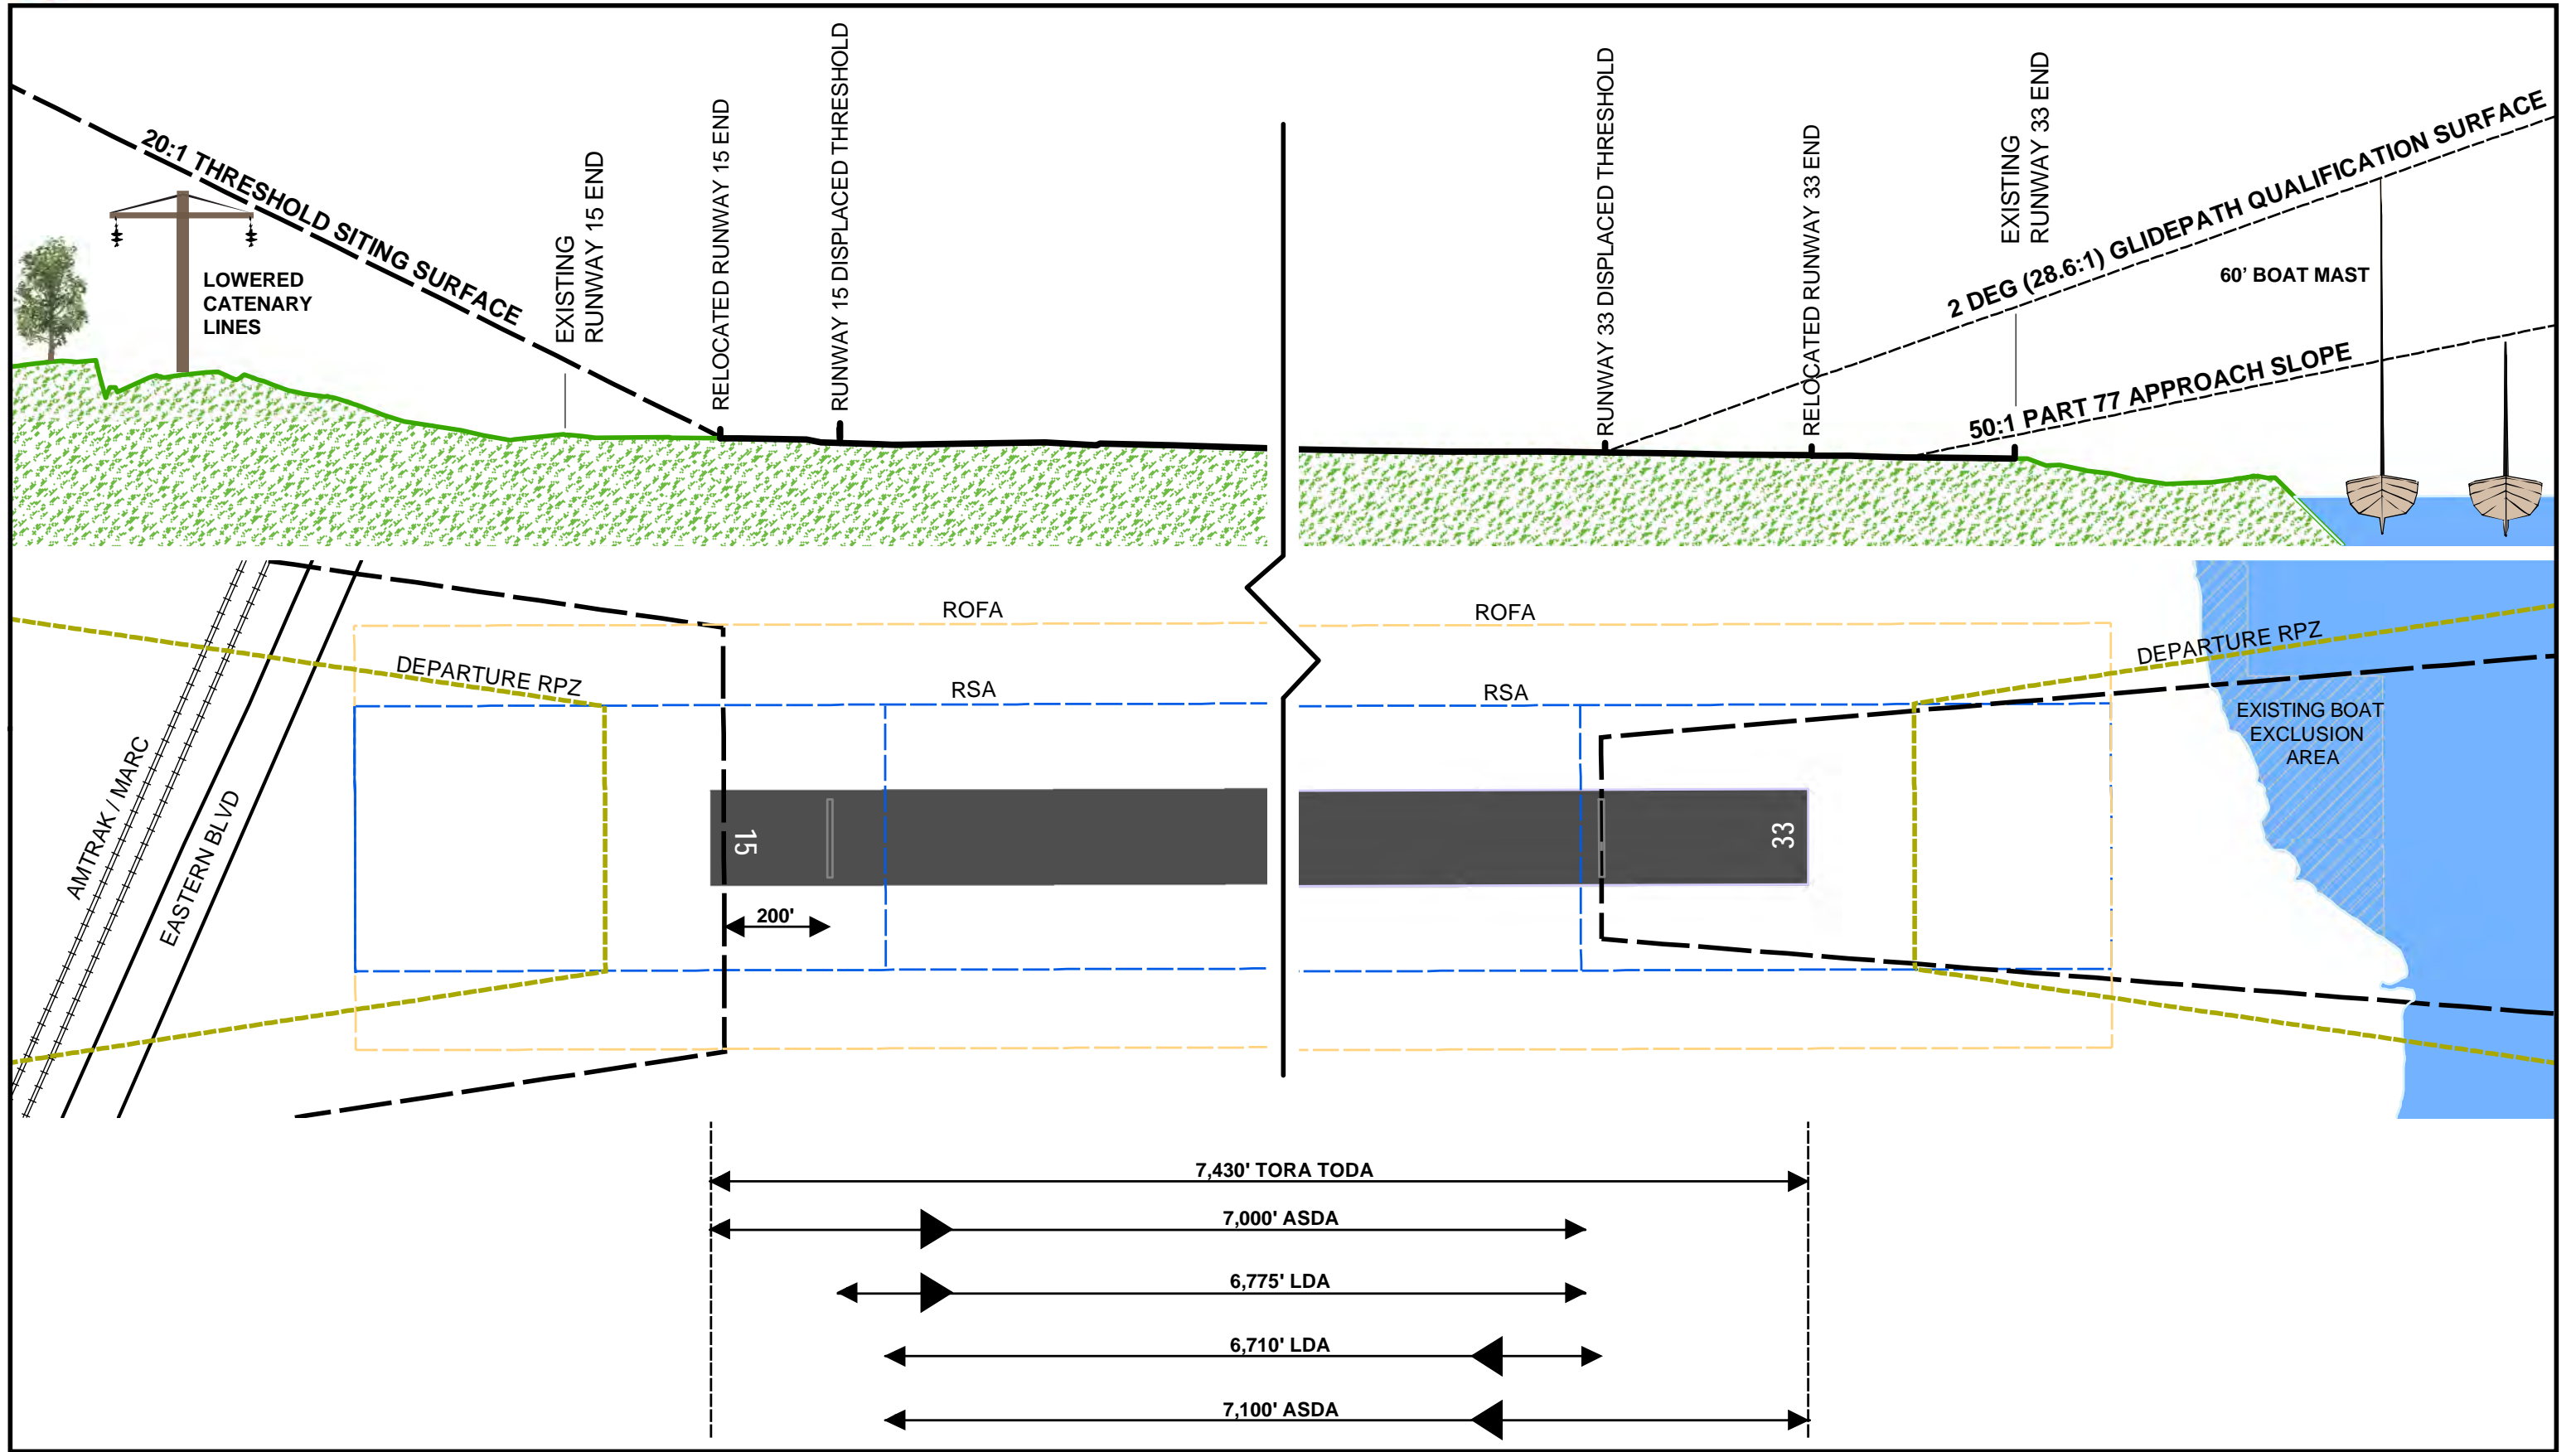 20:1 THRESHOLD SITING SURFACE
LOWERED
CATENARY
LINES
EXISTING
RUNWAY 15 END
RELOCATED RUNWAY 15 END
RUNWAY 15 DISPLACED THRESHOLD
RUNWAY 33 DISPLACED THRESHOLD
RELOCATED RUNWAY 33 END
EXISTING
RUNWAY 33 END
2 DEG (28.6:1) GLIDEPATH QUALIFICATION SURFACE
60' BOAT MAST
50:1 PART 77 APPROACH SLOPE
ROFA
ROFA
DEPARTURE RPZ
RSA
RSA
DEPARTURE RPZ
EXISTING BOAT
EXCLUSION
AREA
AMTRAK / MARC
EASTERN BLVD
15
33
200'
7,430' TORA TODA
7,000' ASDA
6,775' LDA
6,710' LDA
7,100' ASDA